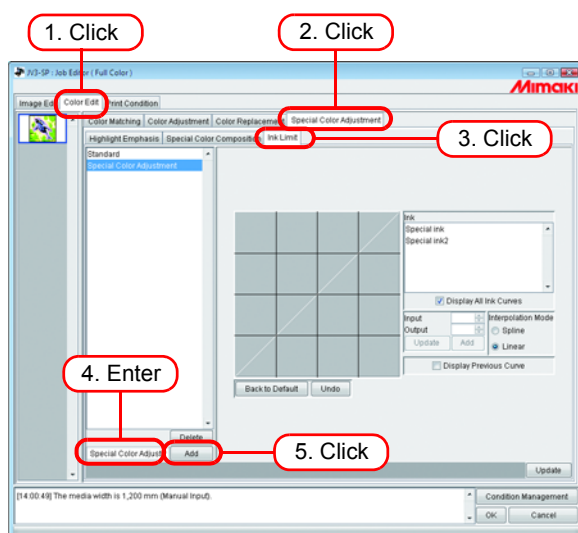 1. Click
2. Click
JV3-SP : Job Editor ( Full Color )
Mimaki
Image Edit Color Edit Print Condition
Color Matching Color Adjustment Color Replacement Special Color Adjustment
3. Click
Highlight Emphasis Special Color Composition Ink Limit
Standard
Special Color Adjustment
Ink
Special ink
Special ink2
Display All Ink Curves
Input
Interpolation Mode
Output
Spline
Update Add
Linear
4. Enter
Display Previous Curve
Back to Default Undo
Delete
Special Color Adjust Add
5. Click
Update
[14:00:49] The media width is 1,200 mm (Manual Input).
Condition Management
OK Cancel